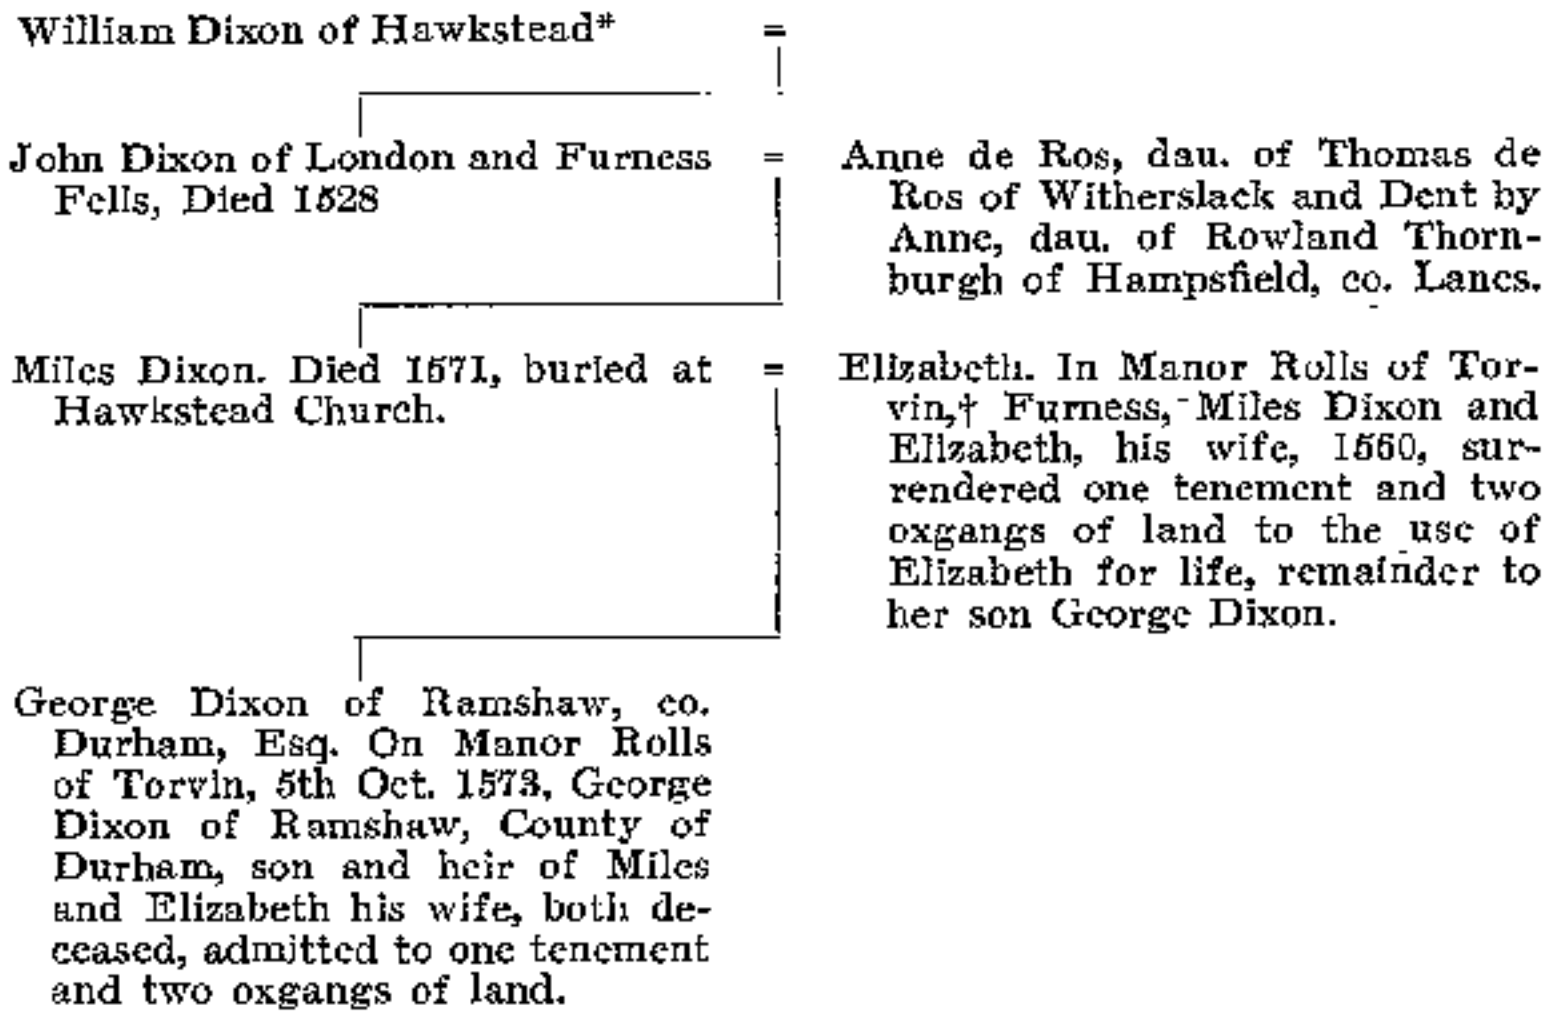 William Dixon of Hawkstead* =
John Dixon of London and Furness
Fells, Died 1528
=
Anne de Ros, dau. of Thomas de
Ros of Witherslack and Dent by
Anne, dau. of Rowland Thorn-
burgh of Hampsfield, co. Lancs.
Miles Dixon. Died 1571, buried at
Hawkstead Church.
=
Elizabeth. In Manor Rolls of Tor-
vin,† Furness, Miles Dixon and
Elizabeth, his wife, 1560, sur-
rendered one tenement and two
oxgangs of land to the use of
Elizabeth for life, remainder to
her son George Dixon.
George Dixon of Ramshaw, co.
Durham, Esq. On Manor Rolls
of Torvin, 5th Oct. 1573, George
Dixon of Ramshaw, County of
Durham, son and heir of Miles
and Elizabeth his wife, both de-
ceased, admitted to one tenement
and two oxgangs of land.